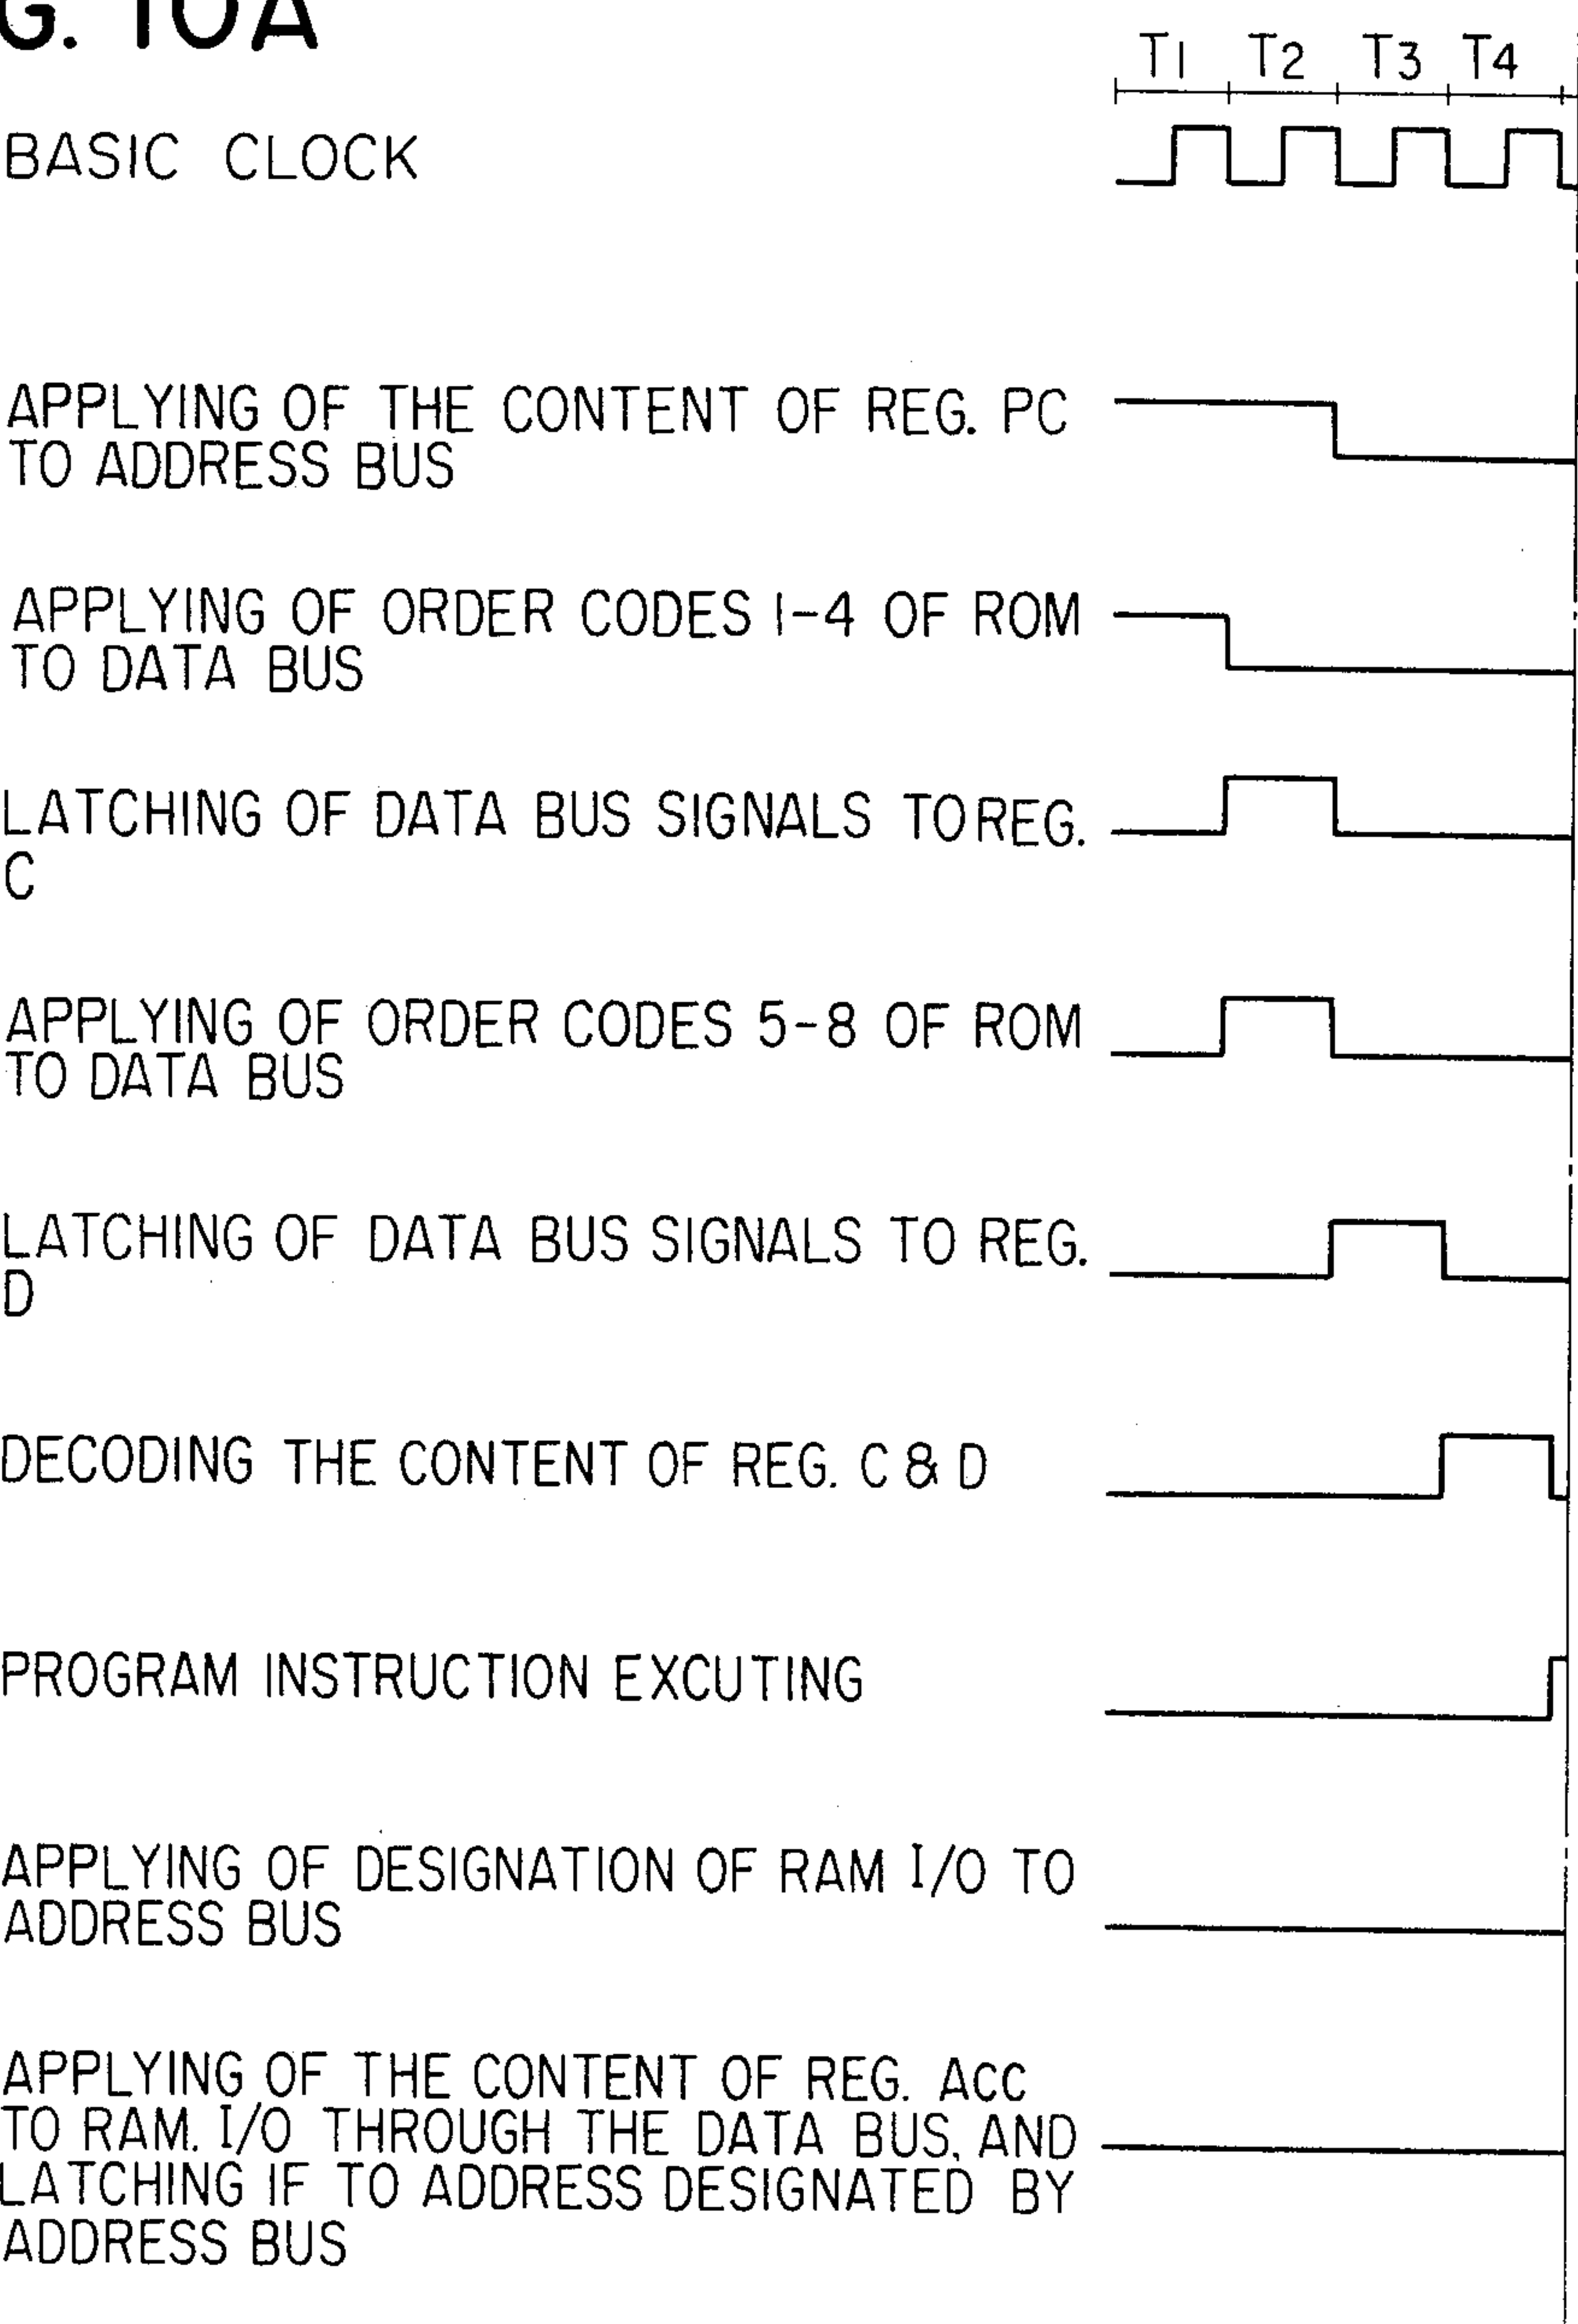 G. 10A
T1 T2 T3 T4
BASIC CLOCK
APPLYING OF THE CONTENT OF REG. PC
TO ADDRESS BUS
APPLYING OF ORDER CODES 1-4 OF ROM
TO DATA BUS
LATCHING OF DATA BUS SIGNALS TO REG.
C
APPLYING OF ORDER CODES 5-8 OF ROM
TO DATA BUS
LATCHING OF DATA BUS SIGNALS TO REG.
D
DECODING THE CONTENT OF REG. C & D
PROGRAM INSTRUCTION EXCUTING
APPLYING OF DESIGNATION OF RAM I/O TO
ADDRESS BUS
APPLYING OF THE CONTENT OF REG. ACC
TO RAM. I/O THROUGH THE DATA BUS, AND
LATCHING IF TO ADDRESS DESIGNATED BY
ADDRESS BUS